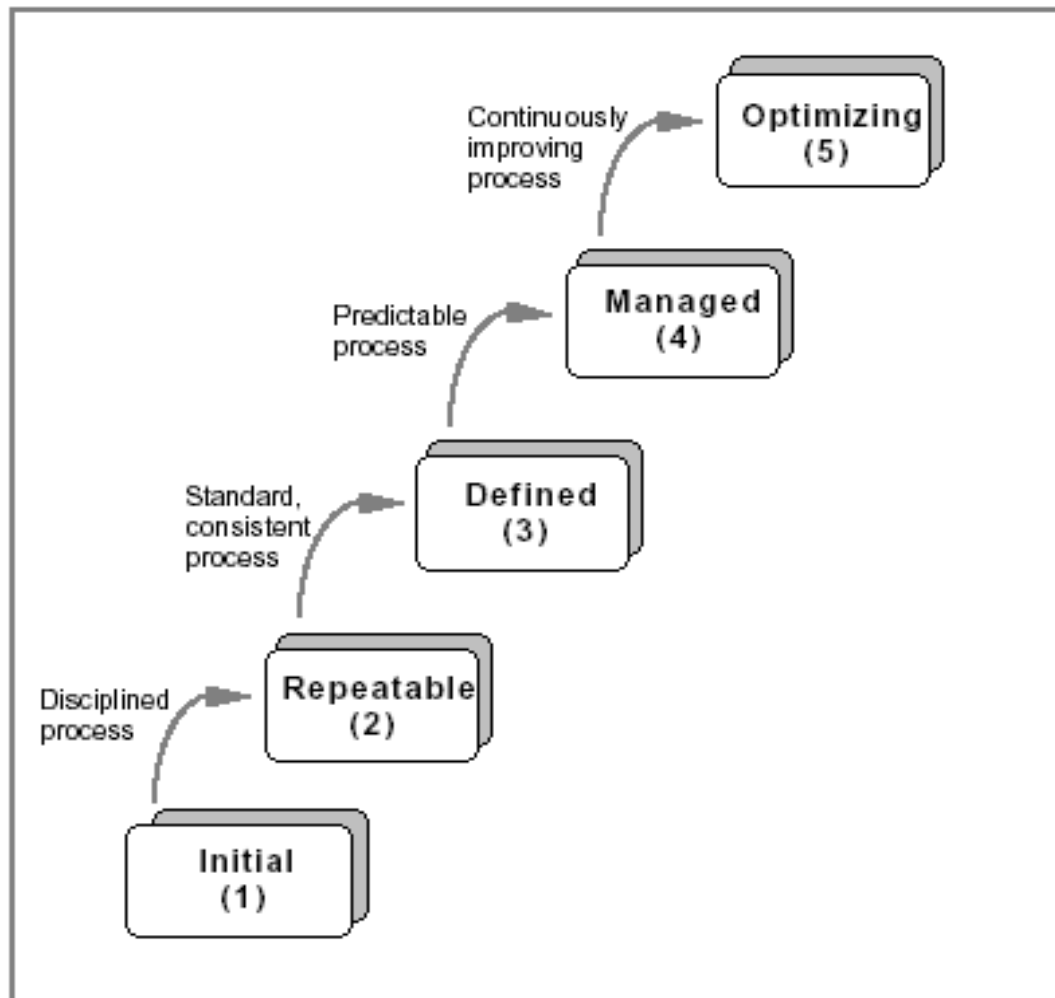 Continuously
improving
process
Optimizing
(5)
Predictable
process
Managed
(4)
Standard,
consistent
process
Defined
(3)
Disciplined
process
Repeatable
(2)
Initial
(1)